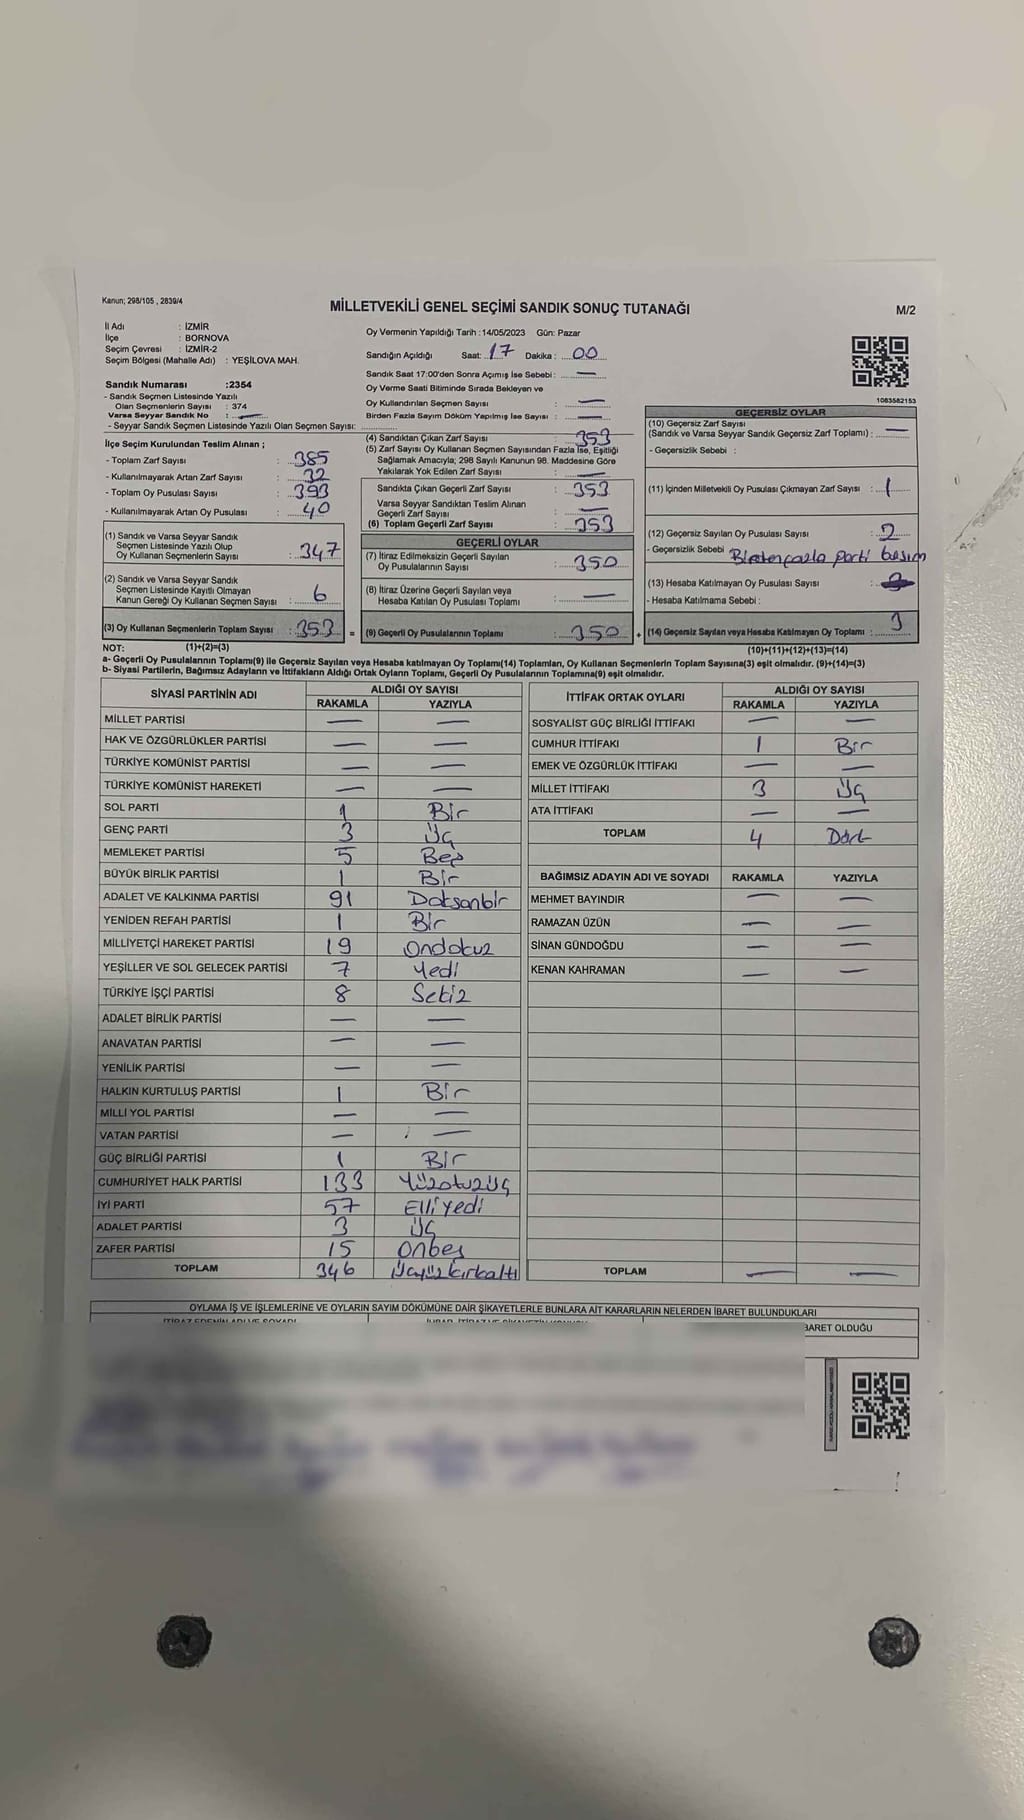 Kanun; 298/105 , 2839/4
MİLLETVEKİLİ GENEL SEÇİMİ SANDIK SONUÇ TUTANAĞI
M/2
İl Adı : İZMİR
İlçe : BORNOVA
Seçim Çevresi : İZMİR-2
Seçim Bölgesi (Mahalle Adı) : YEŞİLOVA MAH.
Sandık Numarası :2354
- Sandık Seçmen Listesinde Yazılı
Olan Seçmenlerin Sayısı : 374
Varsa Seyyar Sandık No : —
- Seyyar Sandık Seçmen Listesinde Yazılı Olan Seçmen Sayısı:
Oy Vermenin Yapıldığı Tarih : 14/05/2023 Gün: Pazar
Sandığın Açıldığı Saat: 17 Dakika : 00
Sandık Saat 17:00'den Sonra Açımış İse Sebebi : —
Oy Verme Saati Bitiminde Sırada Bekleyen ve
Oy Kullandırılan Seçmen Sayısı : —
Birden Fazla Sayım Döküm Yapılmış İse Sayısı : —
1083582153
İlçe Seçim Kurulundan Teslim Alınan ;
- Toplam Zarf Sayısı : 385
- Kullanılmayarak Artan Zarf Sayısı : 32
- Toplam Oy Pusulası Sayısı : 393
- Kullanılmayarak Artan Oy Pusulası : 40
(1) Sandık ve Varsa Seyyar Sandık
Seçmen Listesinde Yazılı Olup
Oy Kullanan Seçmenlerin Sayısı : 347
(2) Sandık ve Varsa Seyyar Sandık
Seçmen Listesinde Kayıtlı Olmayan
Kanun Gereği Oy Kullanan Seçmen Sayısı : 6
(3) Oy Kullanan Seçmenlerin Toplam Sayısı : 353
(4) Sandıktan Çıkan Zarf Sayısı : 353
(5) Zarf Sayısı Oy Kullanan Seçmen Sayısından Fazla İse, Eşitliği
Sağlamak Amacıyla; 298 Sayılı Kanunun 98. Maddesine Göre
Yakılarak Yok Edilen Zarf Sayısı : —
Sandıkta Çıkan Geçerli Zarf Sayısı : 353
Varsa Seyyar Sandıktan Teslim Alınan
Geçerli Zarf Sayısı : —
(6) Toplam Geçerli Zarf Sayısı : 353
GEÇERLİ OYLAR
(7) İtiraz Edilmeksizin Geçerli Sayılan
Oy Pusulalarının Sayısı : 350
(8) İtiraz Üzerine Geçerli Sayılan veya
Hesaba Katılan Oy Pusulası Toplamı : —
= (9) Geçerli Oy Pusulalarının Toplamı : 350 +
GEÇERSİZ OYLAR
(10) Geçersiz Zarf Sayısı
(Sandık ve Varsa Seyyar Sandık Geçersiz Zarf Toplamı) : —
- Geçersizlik Sebebi :
(11) İçinden Milletvekili Oy Pusulası Çıkmayan Zarf Sayısı : 1
(12) Geçersiz Sayılan Oy Pusulası Sayısı : 2
- Geçersizlik Sebebi Birden fazla parti basım
(13) Hesaba Katılmayan Oy Pusulası Sayısı :
- Hesaba Katılmama Sebebi :
(14) Geçersiz Sayılan veya Hesaba Katılmayan Oy Toplamı : 3
NOT: (1)+(2)=(3)
(10)+(11)+(12)+(13)=(14)
a- Geçerli Oy Pusulalarının Toplamı(9) ile Geçersiz Sayılan veya Hesaba katılmayan Oy Toplamı(14) Toplamları, Oy Kullanan Seçmenlerin Toplam Sayısına(3) eşit olmalıdır. (9)+(14)=(3)
b- Siyasi Partilerin, Bağımsız Adayların ve İttifakların Aldığı Ortak Oyların Toplamı, Geçerli Oy Pusulalarının Toplamına(9) eşit olmalıdır.
SİYASİ PARTİNİN ADI ALDIĞI OY SAYISI
RAKAMLA YAZIYLA
MİLLET PARTİSİ — —
HAK VE ÖZGÜRLÜKLER PARTİSİ — —
TÜRKİYE KOMÜNİST PARTİSİ — —
TÜRKİYE KOMÜNİST HAREKETİ — —
SOL PARTİ 1 Bir
GENÇ PARTİ 3 Üç
MEMLEKET PARTİSİ 5 Beş
BÜYÜK BİRLİK PARTİSİ 1 Bir
ADALET VE KALKINMA PARTİSİ 91 Doksanbir
YENİDEN REFAH PARTİSİ 1 Bir
MİLLİYETÇİ HAREKET PARTİSİ 19 Ondokuz
YEŞİLLER VE SOL GELECEK PARTİSİ 7 Yedi
TÜRKİYE İŞÇİ PARTİSİ 8 Sekiz
ADALET BİRLİK PARTİSİ — —
ANAVATAN PARTİSİ — —
YENİLİK PARTİSİ — —
HALKIN KURTULUŞ PARTİSİ 1 Bir
MİLLİ YOL PARTİSİ — —
VATAN PARTİSİ — —
GÜÇ BİRLİĞİ PARTİSİ 1 Bir
CUMHURİYET HALK PARTİSİ 133 Yüzotuzüç
İYİ PARTİ 57 Elliyedi
ADALET PARTİSİ 3 Üç
ZAFER PARTİSİ 15 Onbeş
TOPLAM 346 Üçyüzkırkaltı
İTTİFAK ORTAK OYLARI ALDIĞI OY SAYISI
RAKAMLA YAZIYLA
SOSYALİST GÜÇ BİRLİĞİ İTTİFAKI — —
CUMHUR İTTİFAKI 1 Bir
EMEK VE ÖZGÜRLÜK İTTİFAKI — —
MİLLET İTTİFAKI 3 Üç
ATA İTTİFAKI — —
TOPLAM 4 Dört
BAĞIMSIZ ADAYIN ADI VE SOYADI RAKAMLA YAZIYLA
MEHMET BAYINDIR — —
RAMAZAN ÜZÜN — —
SİNAN GÜNDOĞDU — —
KENAN KAHRAMAN — —
TOPLAM — —
OYLAMA İŞ VE İŞLEMLERİNE VE OYLARIN SAYIM DÖKÜMÜNE DAİR ŞİKAYETLERLE BUNLARA AİT KARARLARIN NELERDEN İBARET BULUNDUKLARI
İTİRAZ EDENİN ADI VE SOYADI
BARET OLDUĞU